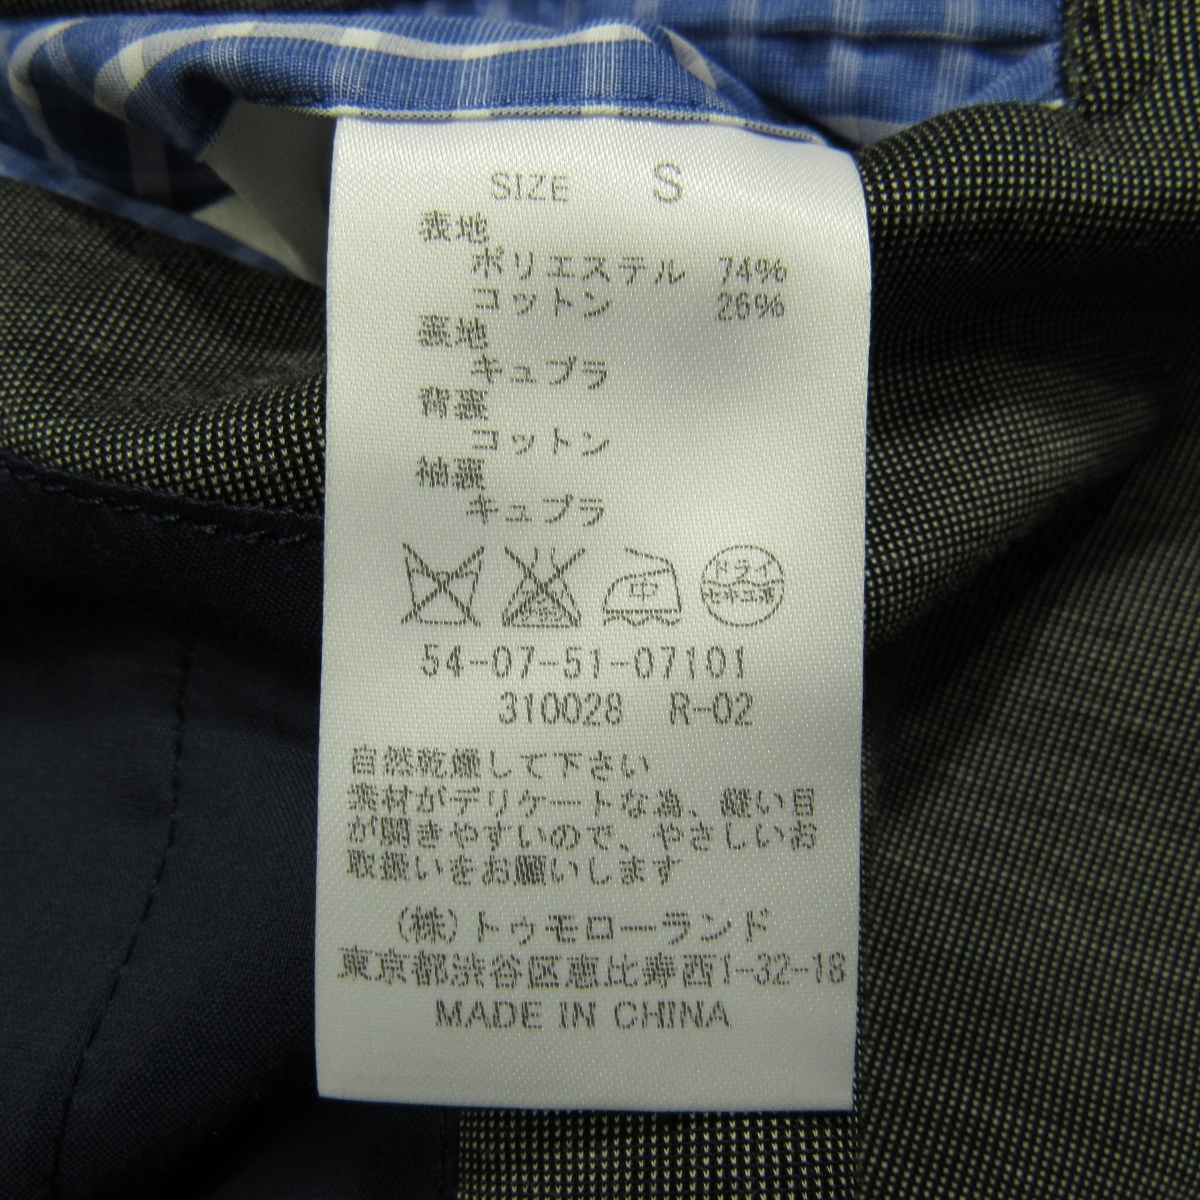 SIZE S
表地
ポリエステル 74%
コットン 26%
裏地
キュプラ
背裏
コットン
袖裏
キュプラ
中
ドライ
セキユ系
54-07-51-07101
310028 R-02
自然乾燥して下さい
素材がデリケートな為、縫い目
が開きやすいので、やさしいお
取扱いをお願いします
(株)トゥモローランド
東京都渋谷区恵比寿西1-32-18
MADE IN CHINA